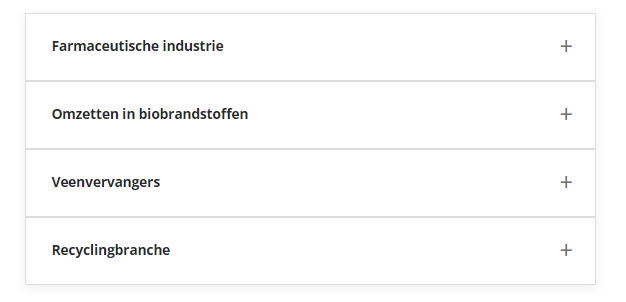 Farmaceutische industrie
Omzetten in biobrandstoffen
Veenvervangers
Recyclingbranche